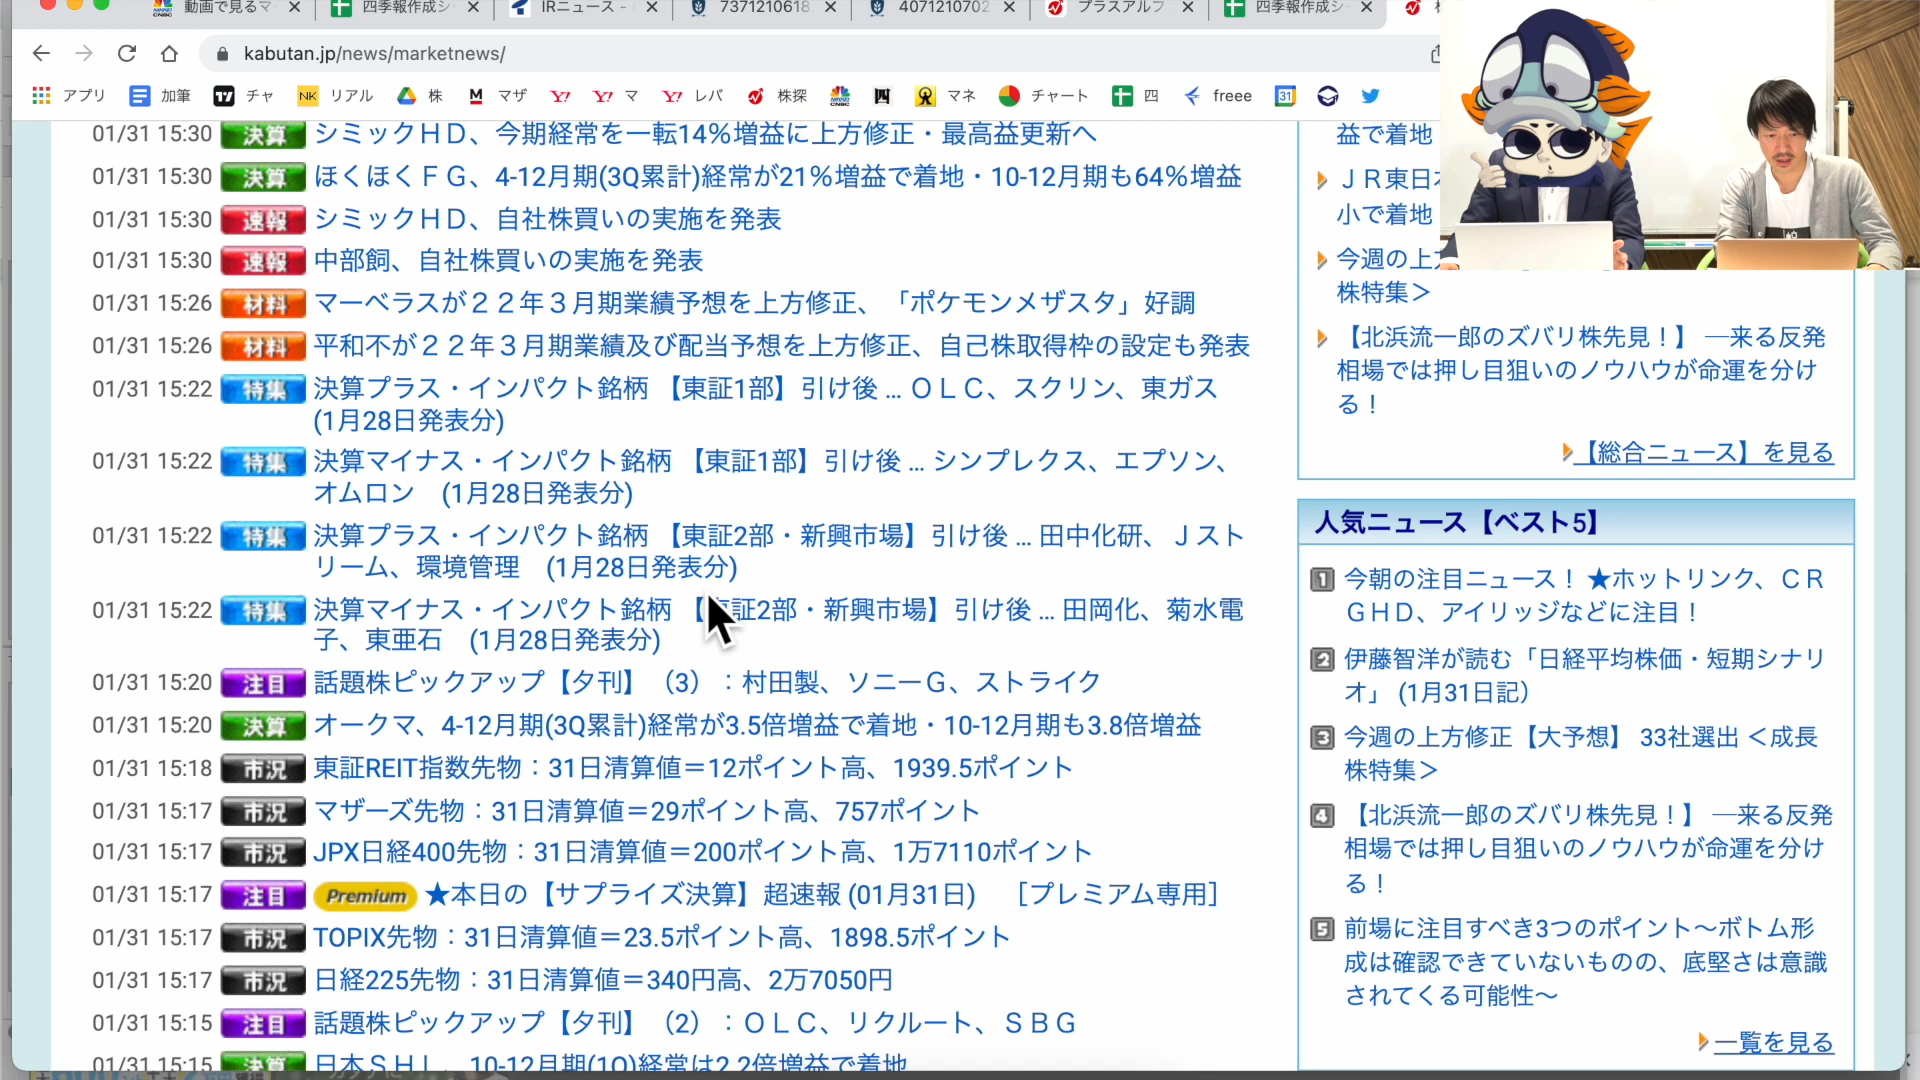 動画で見るマー
四季報作成シー
IRニュース -
7371210618
4071210702
プラスアルフ
四季報作成シー
kabutan.jp/news/marketnews/
アプリ 加筆 チャ NK リアル 株 マザ Y! Y! マ Y! レバ 株探 マネ チャート 四 freee 31
01/31 15:30 決算 シミックＨＤ、今期経常を一転14％増益に上方修正・最高益更新へ
01/31 15:30 決算 ほくほくＦＧ、4-12月期(3Q累計)経常が21％増益で着地・10-12月期も64％増益
01/31 15:30 速報 シミックＨＤ、自社株買いの実施を発表
01/31 15:30 速報 中部飼、自社株買いの実施を発表
01/31 15:26 材料 マーベラスが２２年３月期業績予想を上方修正、「ポケモンメザスタ」好調
01/31 15:26 材料 平和不が２２年３月期業績及び配当予想を上方修正、自己株取得枠の設定も発表
01/31 15:22 特集 決算プラス・インパクト銘柄 【東証1部】引け後 … ＯＬＣ、スクリン、東ガス
(1月28日発表分)
01/31 15:22 特集 決算マイナス・インパクト銘柄 【東証1部】引け後 … シンプレクス、エプソン、
オムロン (1月28日発表分)
01/31 15:22 特集 決算プラス・インパクト銘柄 【東証2部・新興市場】引け後 … 田中化研、Ｊスト
リーム、環境管理 (1月28日発表分)
01/31 15:22 特集 決算マイナス・インパクト銘柄 【東証2部・新興市場】引け後 … 田岡化、菊水電
子、東亜石 (1月28日発表分)
01/31 15:20 注目 話題株ピックアップ【夕刊】（3）：村田製、ソニーＧ、ストライク
01/31 15:20 決算 オークマ、4-12月期(3Q累計)経常が3.5倍増益で着地・10-12月期も3.8倍増益
01/31 15:18 市況 東証REIT指数先物：31日清算値＝12ポイント高、1939.5ポイント
01/31 15:17 市況 マザーズ先物：31日清算値＝29ポイント高、757ポイント
01/31 15:17 市況 JPX日経400先物：31日清算値＝200ポイント高、1万7110ポイント
01/31 15:17 注目 Premium ★本日の【サプライズ決算】超速報 (01月31日) ［プレミアム専用］
01/31 15:17 市況 TOPIX先物：31日清算値＝23.5ポイント高、1898.5ポイント
01/31 15:17 市況 日経225先物：31日清算値＝340円高、2万7050円
01/31 15:15 注目 話題株ピックアップ【夕刊】（2）：ＯＬＣ、リクルート、ＳＢＧ
01/31 15:15 決算 日本ＳＨＬ、10-12月期(1Q)経常は2.2倍増益で着地
益で着地
ＪＲ東日
小で着地
今週の上
株特集＞
【北浜流一郎のズバリ株先見！】 ―来る反発
相場では押し目狙いのノウハウが命運を分け
る！
【総合ニュース】を見る
人気ニュース【ベスト5】
1 今朝の注目ニュース！ ★ホットリンク、ＣＲ
ＧＨＤ、アイリッジなどに注目！
2 伊藤智洋が読む「日経平均株価・短期シナリ
オ」 (1月31日記）
3 今週の上方修正【大予想】 33社選出 ＜成長
株特集＞
4 【北浜流一郎のズバリ株先見！】 ―来る反発
相場では押し目狙いのノウハウが命運を分け
る！
5 前場に注目すべき3つのポイント～ボトム形
成は確認できていないものの、底堅さは意識
されてくる可能性～
一覧を見る